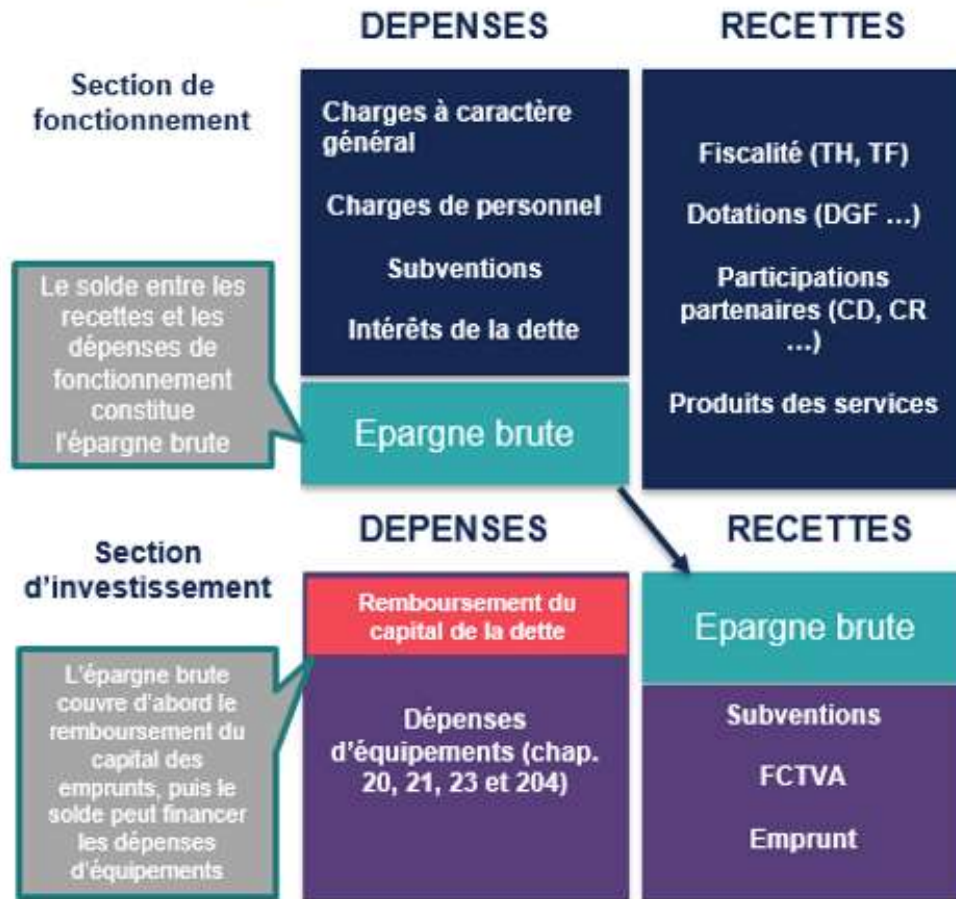 DEPENSES
RECETTES
Section de
fonctionnement
Charges à caractère
général
Charges de personnel
Subventions
Intérêts de la dette
Fiscalité (TH, TF)
Dotations (DGF ...)
Participations
partenaires (CD, CR
...)
Produits des services
Le solde entre les
recettes et les
dépenses de
fonctionnement
constitue
l'épargne brute
Epargne brute
DEPENSES
RECETTES
Section
d'investissement
Remboursement du
capital de la dette
Epargne brute
L'épargne brute
couvre d'abord le
remboursement du
capital des
emprunts, puis le
solde peut financer
les dépenses
d'équipements
Dépenses
d'équipements (chap.
20, 21, 23 et 204)
Subventions
FCTVA
Emprunt